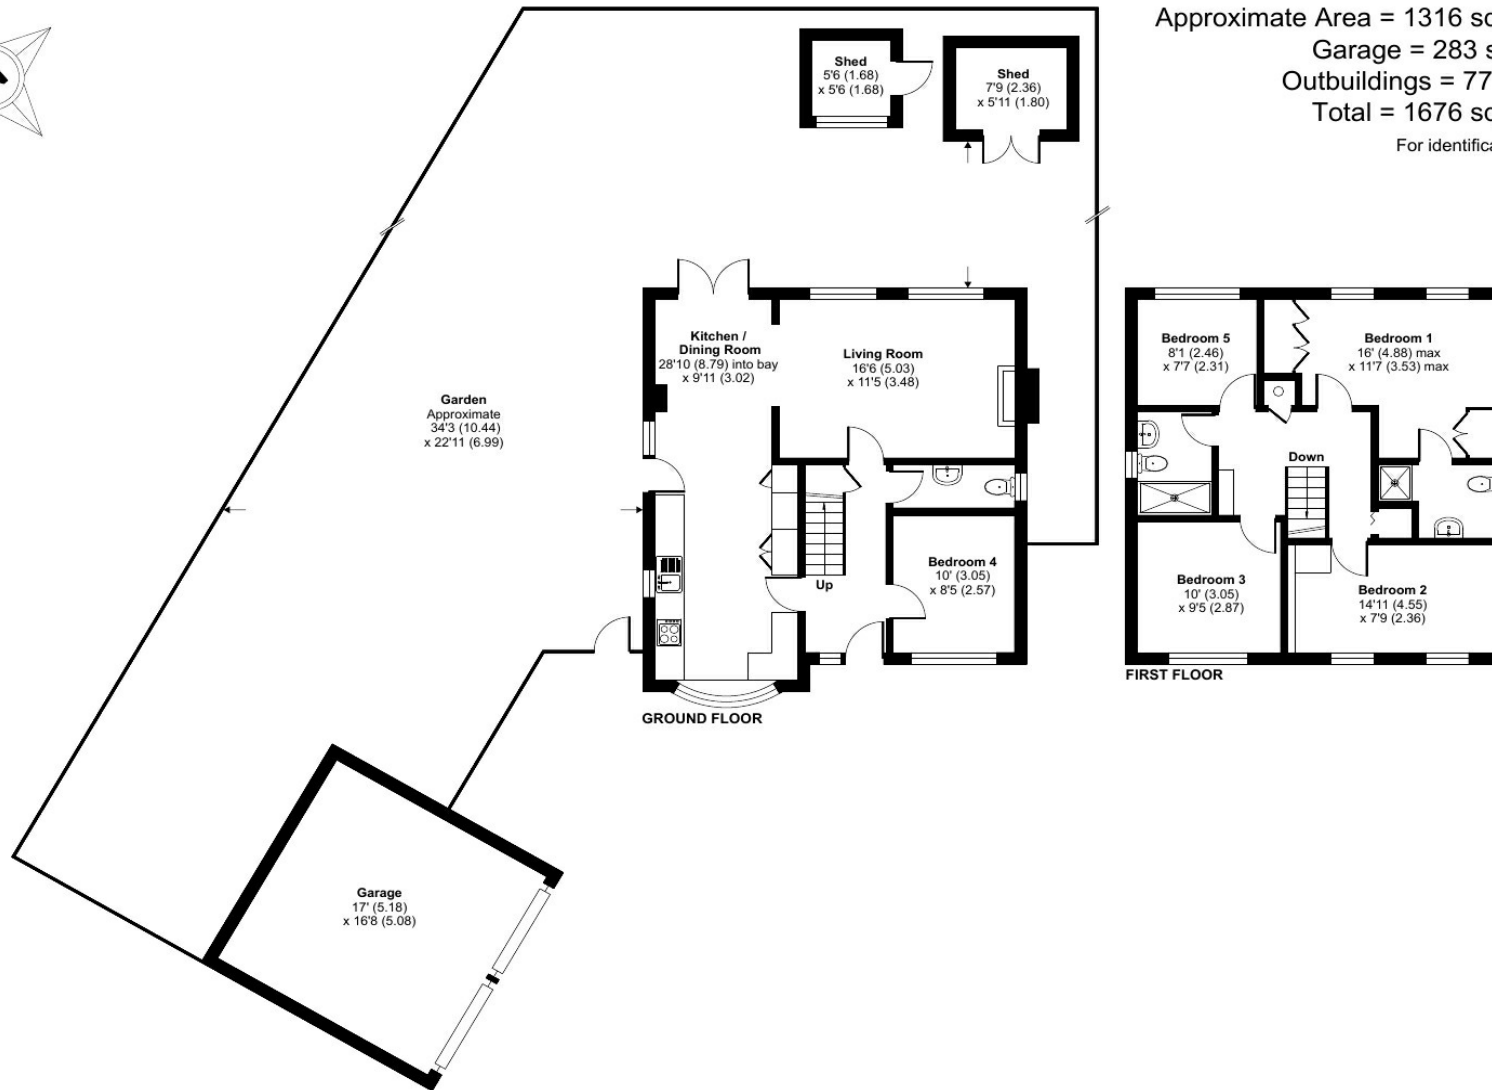 Approximate Area = 1316
Garage = 283
Outbuildings = 77
Total = 1676
For
Shed
5'6 (1.68)
x 5'6 (1.68)
Shed
7'9 (2.36)
x 5'11 (1.80)
Kitchen /
Dining Room
28'10 (8.79) into bay
x 9'11 (3.02)
Living Room
16'6 (5.03)
x 11'5 (3.48)
Garden
Approximate
34'3 (10.44)
x 22'11 (6.99)
Bedroom 4
10' (3.05)
x 8'5 (2.57)
Up
GROUND FLOOR
Garage
17' (5.18)
x 16'8 (5.08)
Bedroom 5
8'1 (2.46)
x 7'7 (2.31)
Bedroom 1
16' (4.88) max
x 11'7 (3.53) max
Down
Bedroom 3
10' (3.05)
x 9'5 (2.87)
Bedroom 2
14'11 (4.55)
x 7'9 (2.36)
FIRST FLOOR